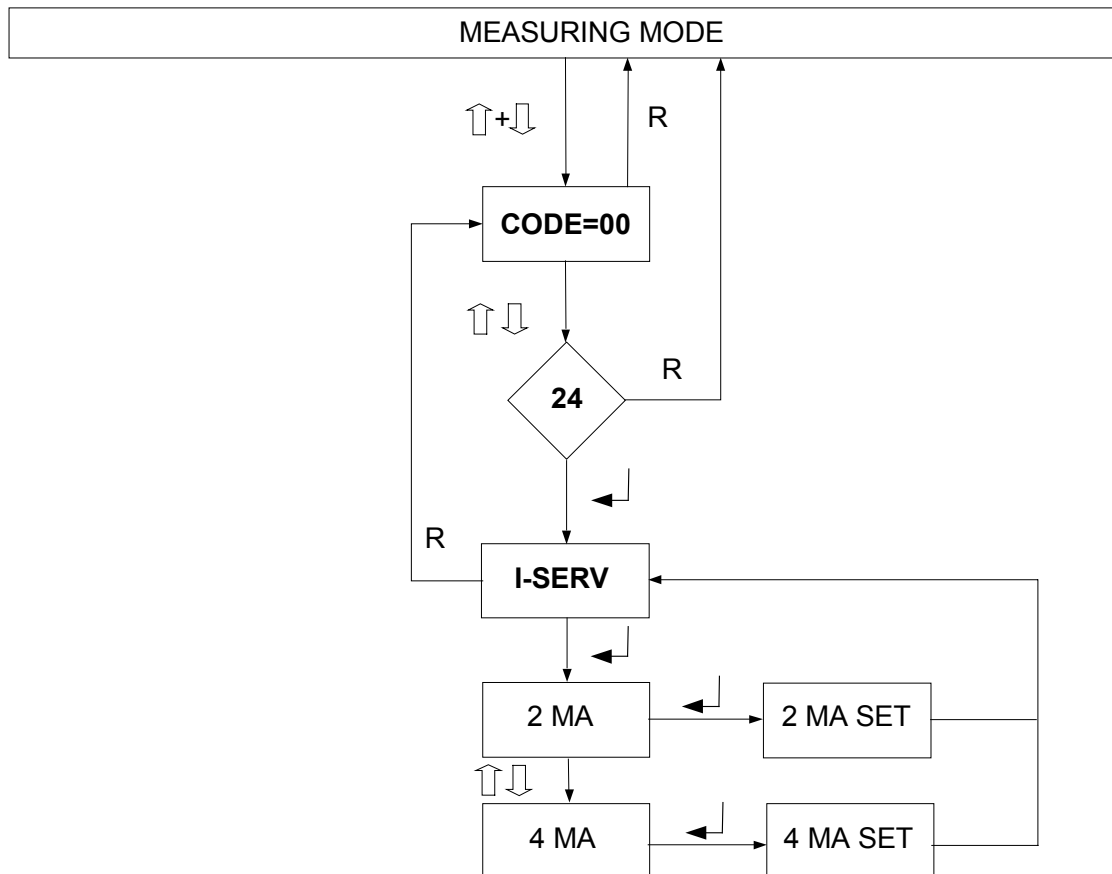 MEASURING MODE
+
R
CODE=00
R
24
R
I-SERV
2 MA
2 MA SET
4 MA
4 MA SET